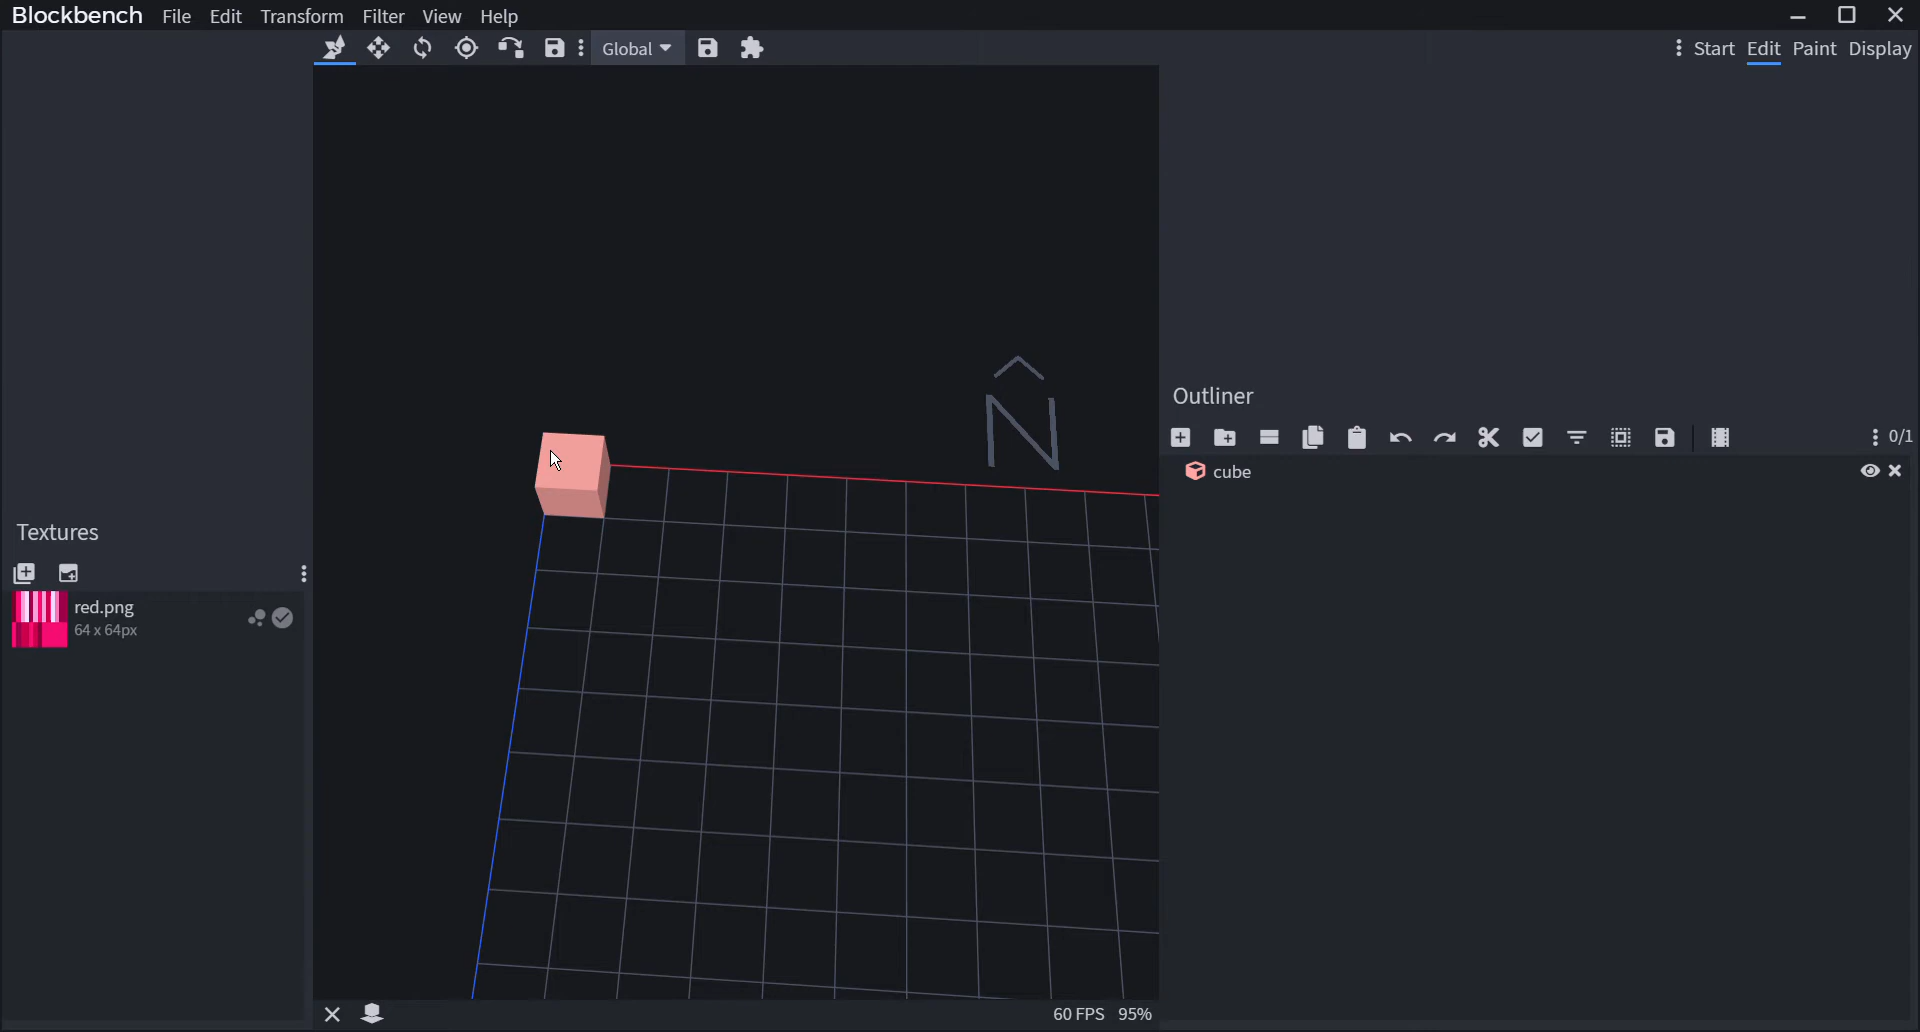 Blockbench File Edit Transform Filter View Help
Global
Start Edit Paint Display
N
Outliner
0/1
cube
Textures
red.png
64 x 64px
60 FPS 95%